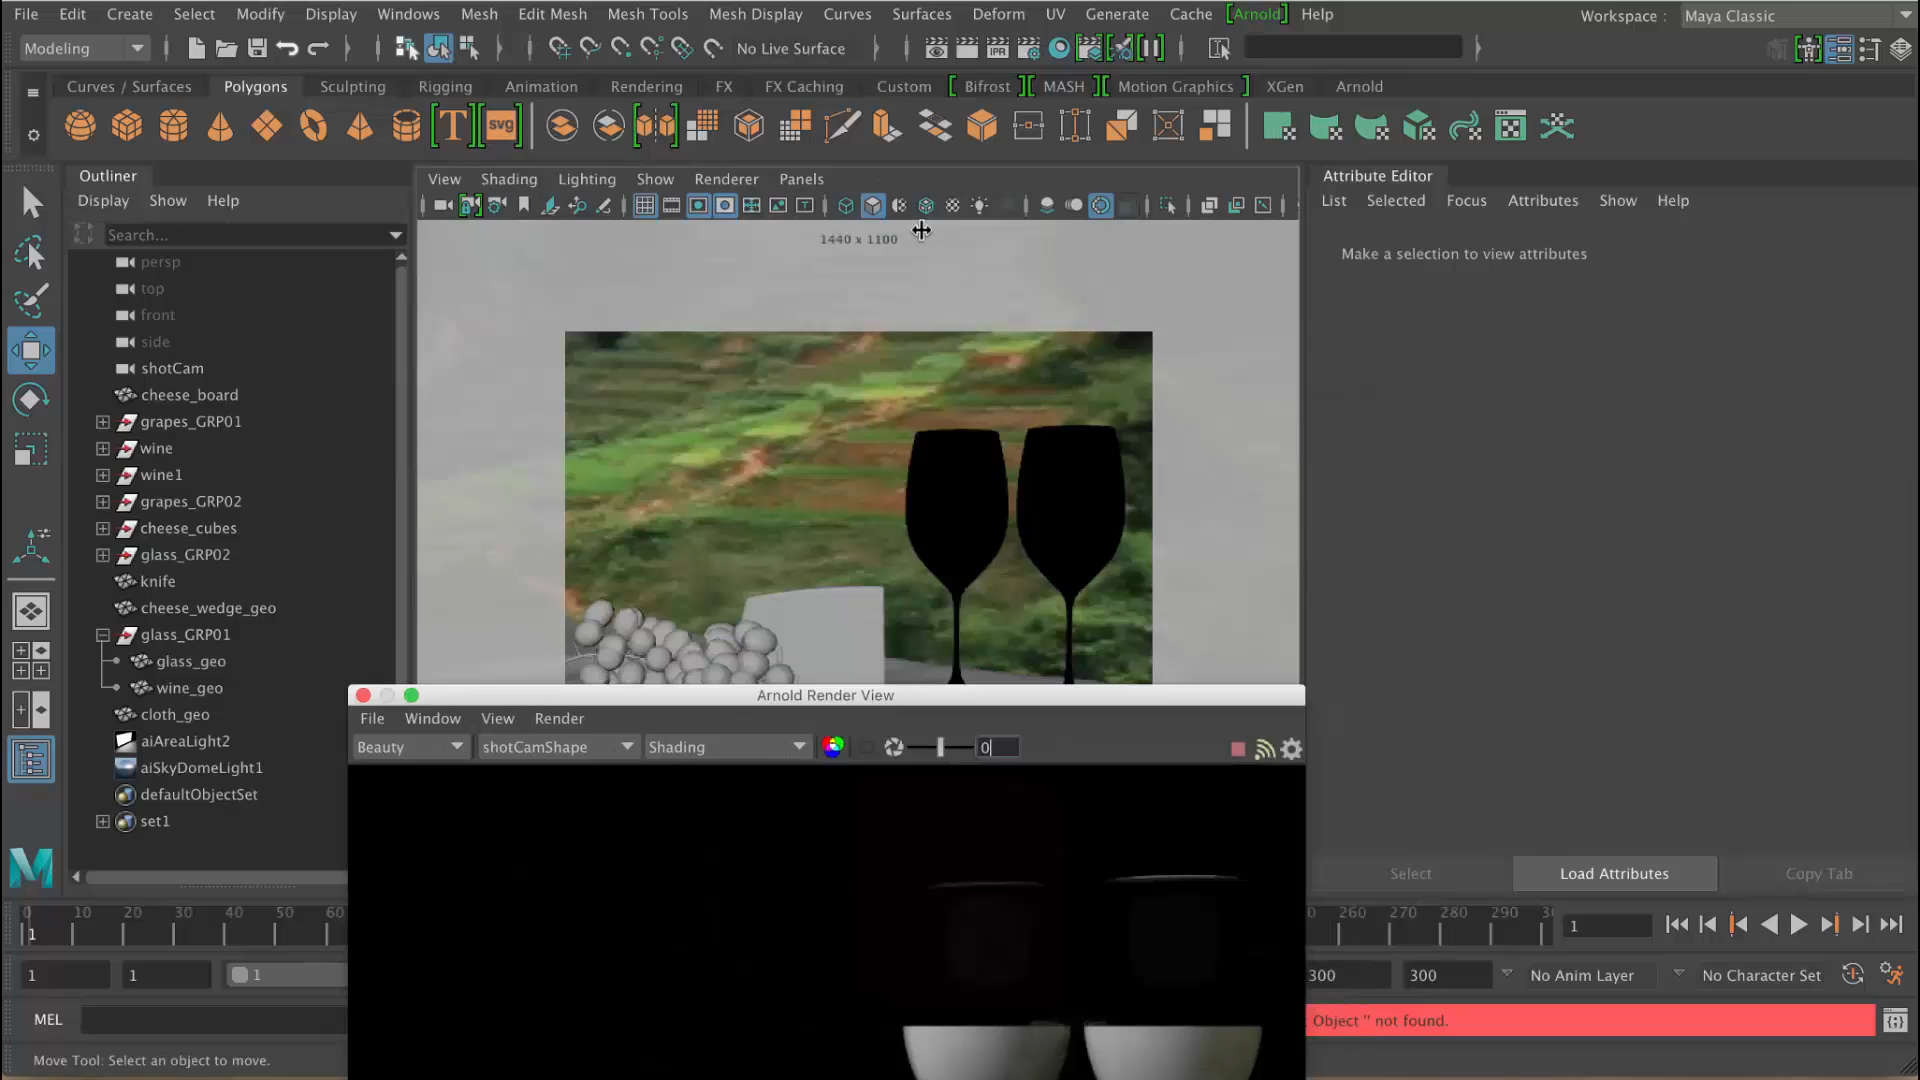 File Edit Create Select Modify Display Windows Mesh Edit Mesh Mesh Tools Mesh Display Curves Surfaces Deform UV Generate Cache [Arnold] Help
Workspace : Maya Classic
Modeling
No Live Surface
IPR
Curves / Surfaces Polygons Sculpting Rigging Animation Rendering FX FX Caching Custom Bifrost MASH Motion Graphics XGen Arnold
T svg
Outliner
Display Show Help
Search...
persp
top
front
side
shotCam
cheese_board
grapes_GRP01
wine
wine1
grapes_GRP02
cheese_cubes
glass_GRP02
knife
cheese_wedge_geo
glass_GRP01
glass_geo
wine_geo
cloth_geo
aiAreaLight2
aiSkyDomeLight1
defaultObjectSet
set1
View Shading Lighting Show Renderer Panels
1440 x 1100
Attribute Editor
List Selected Focus Attributes Show Help
Make a selection to view attributes
Select Load Attributes Copy Tab
Arnold Render View
File Window View Render
Beauty shotCamShape Shading 0
0 10 20 30 40 50 60
1
260 270 280 290
1
1 1 1
300 300 No Anim Layer No Character Set
MEL
Object '' not found.
Move Tool: Select an object to move.